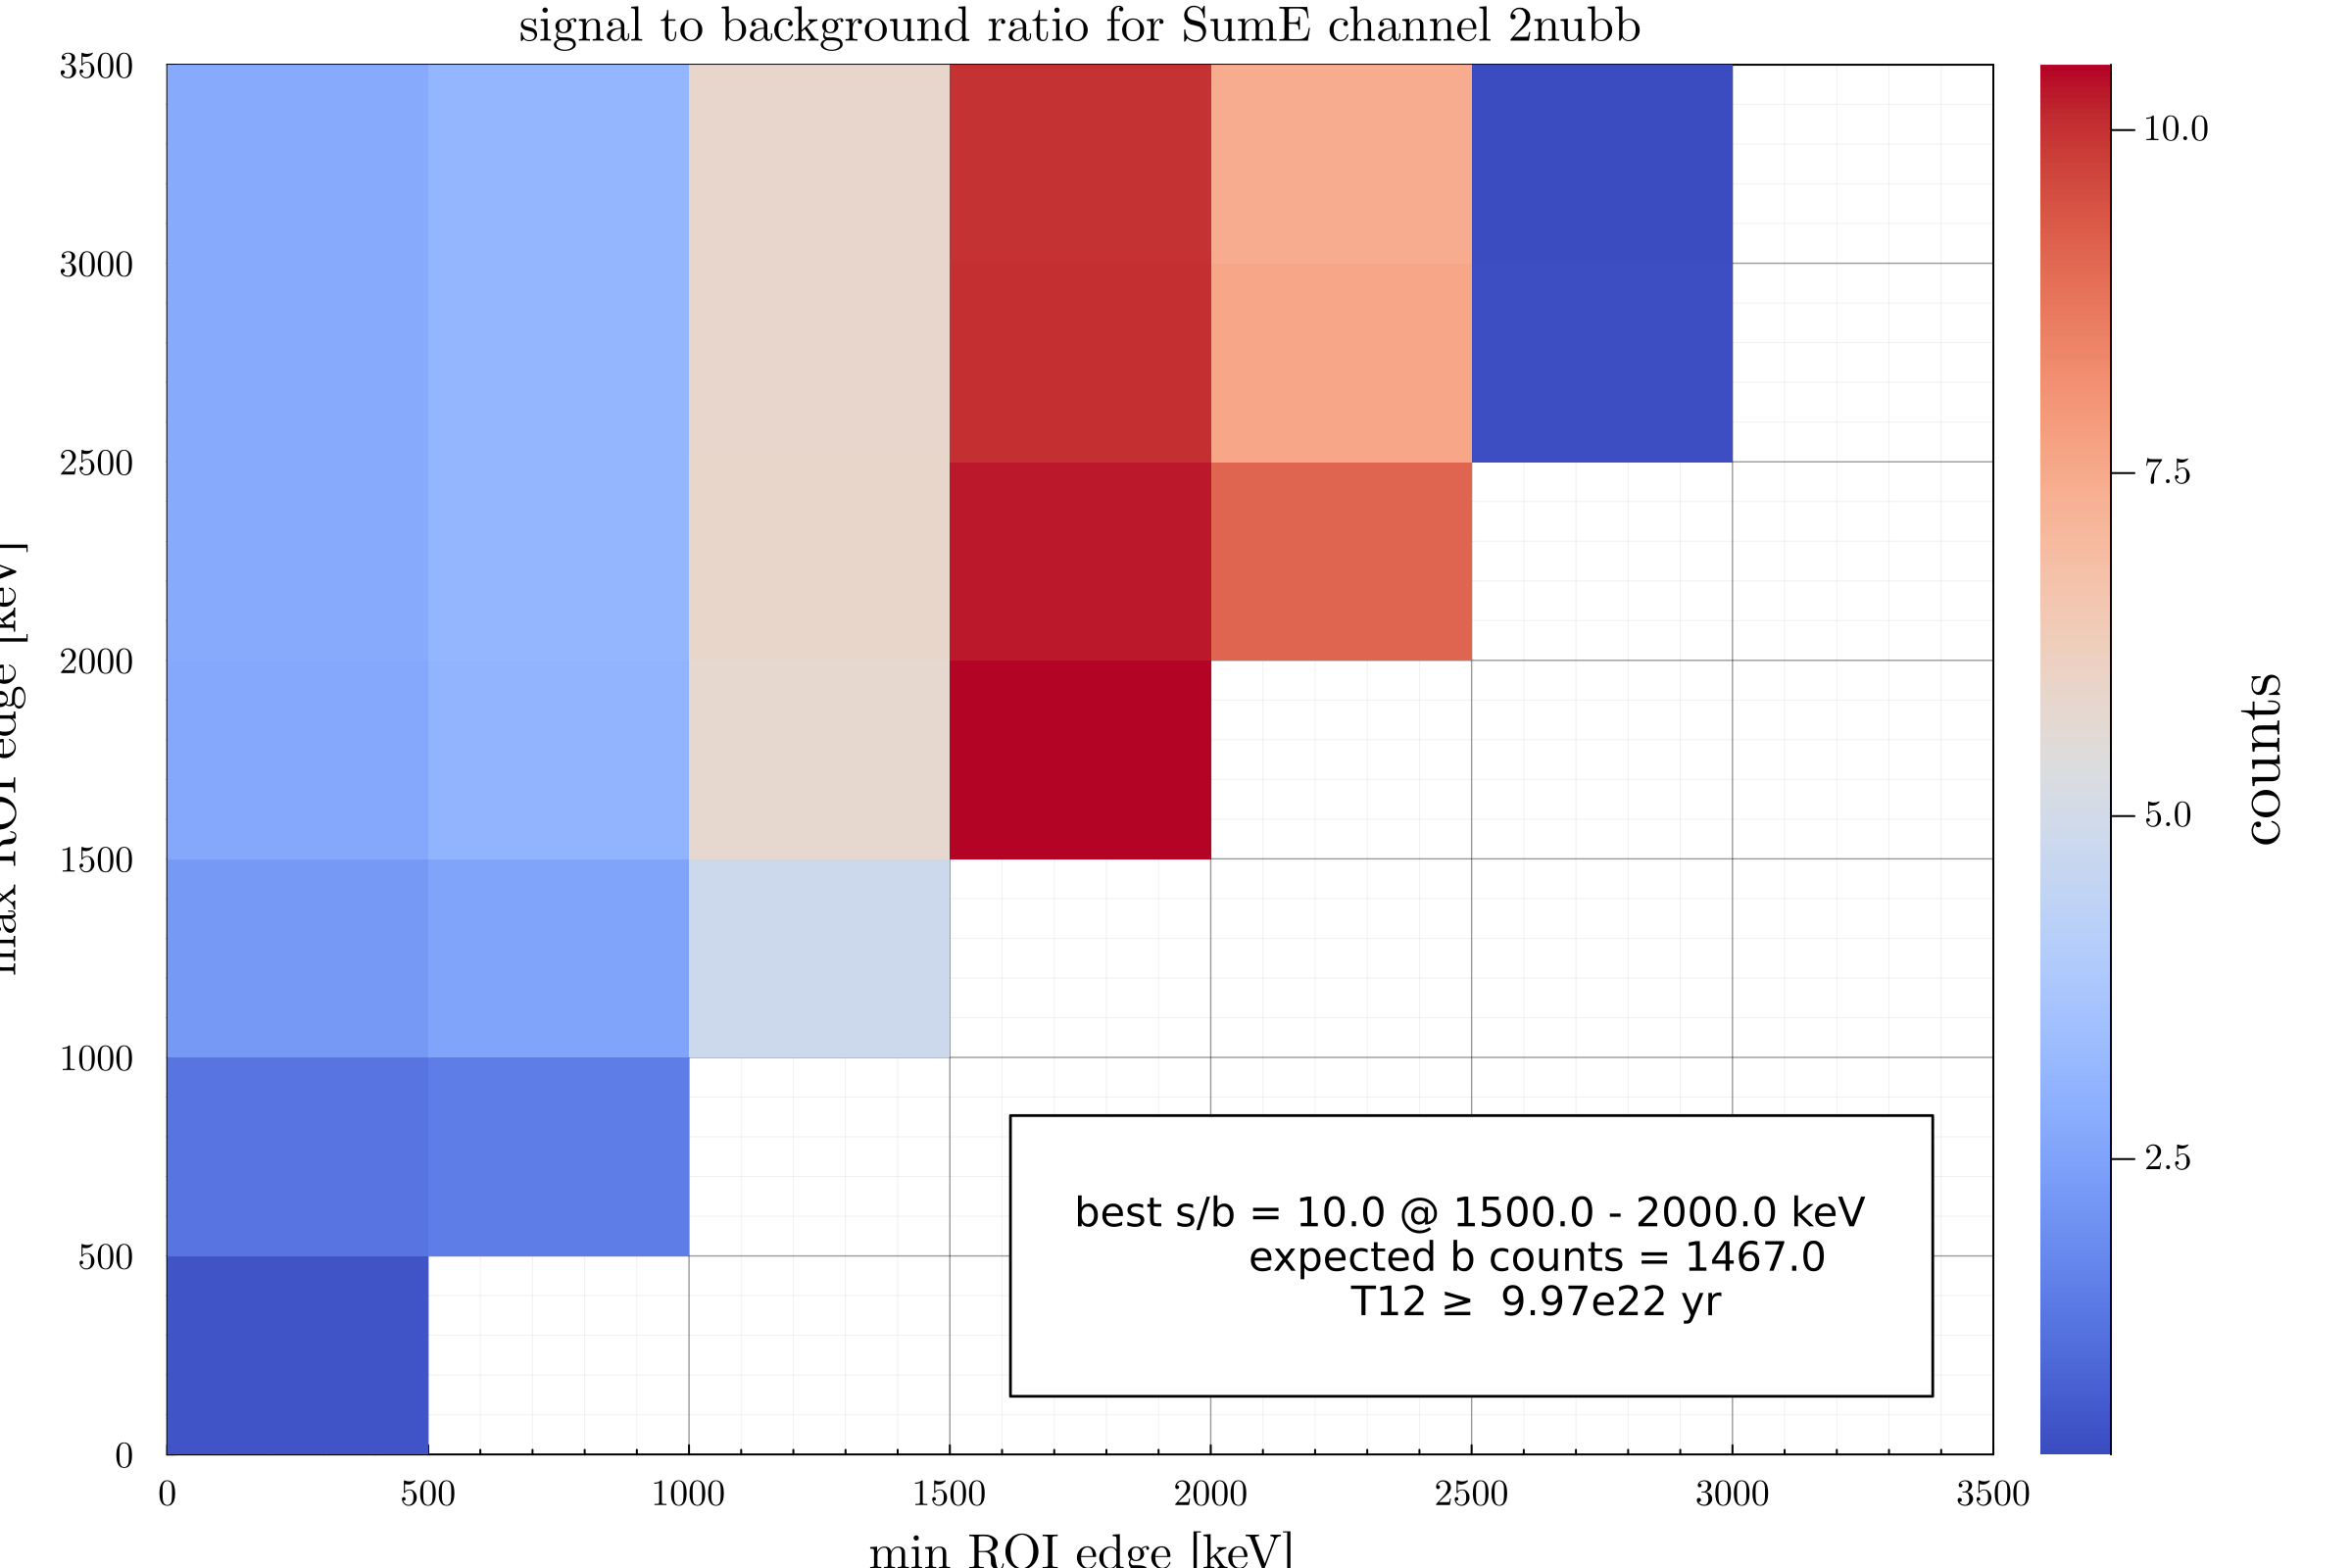 signal to background ratio for SumE channel 2nubb
3500
3000
2500
2000
1500
1000
500
0
max ROI edge [keV]
0 500 1000 1500 2000 2500 3000 3500
min ROI edge [keV]
best s/b = 10.0 @ 1500.0 - 2000.0 keV
expected b counts = 1467.0
T12 ≥ 9.97e22 yr
10.0
7.5
5.0
2.5
counts